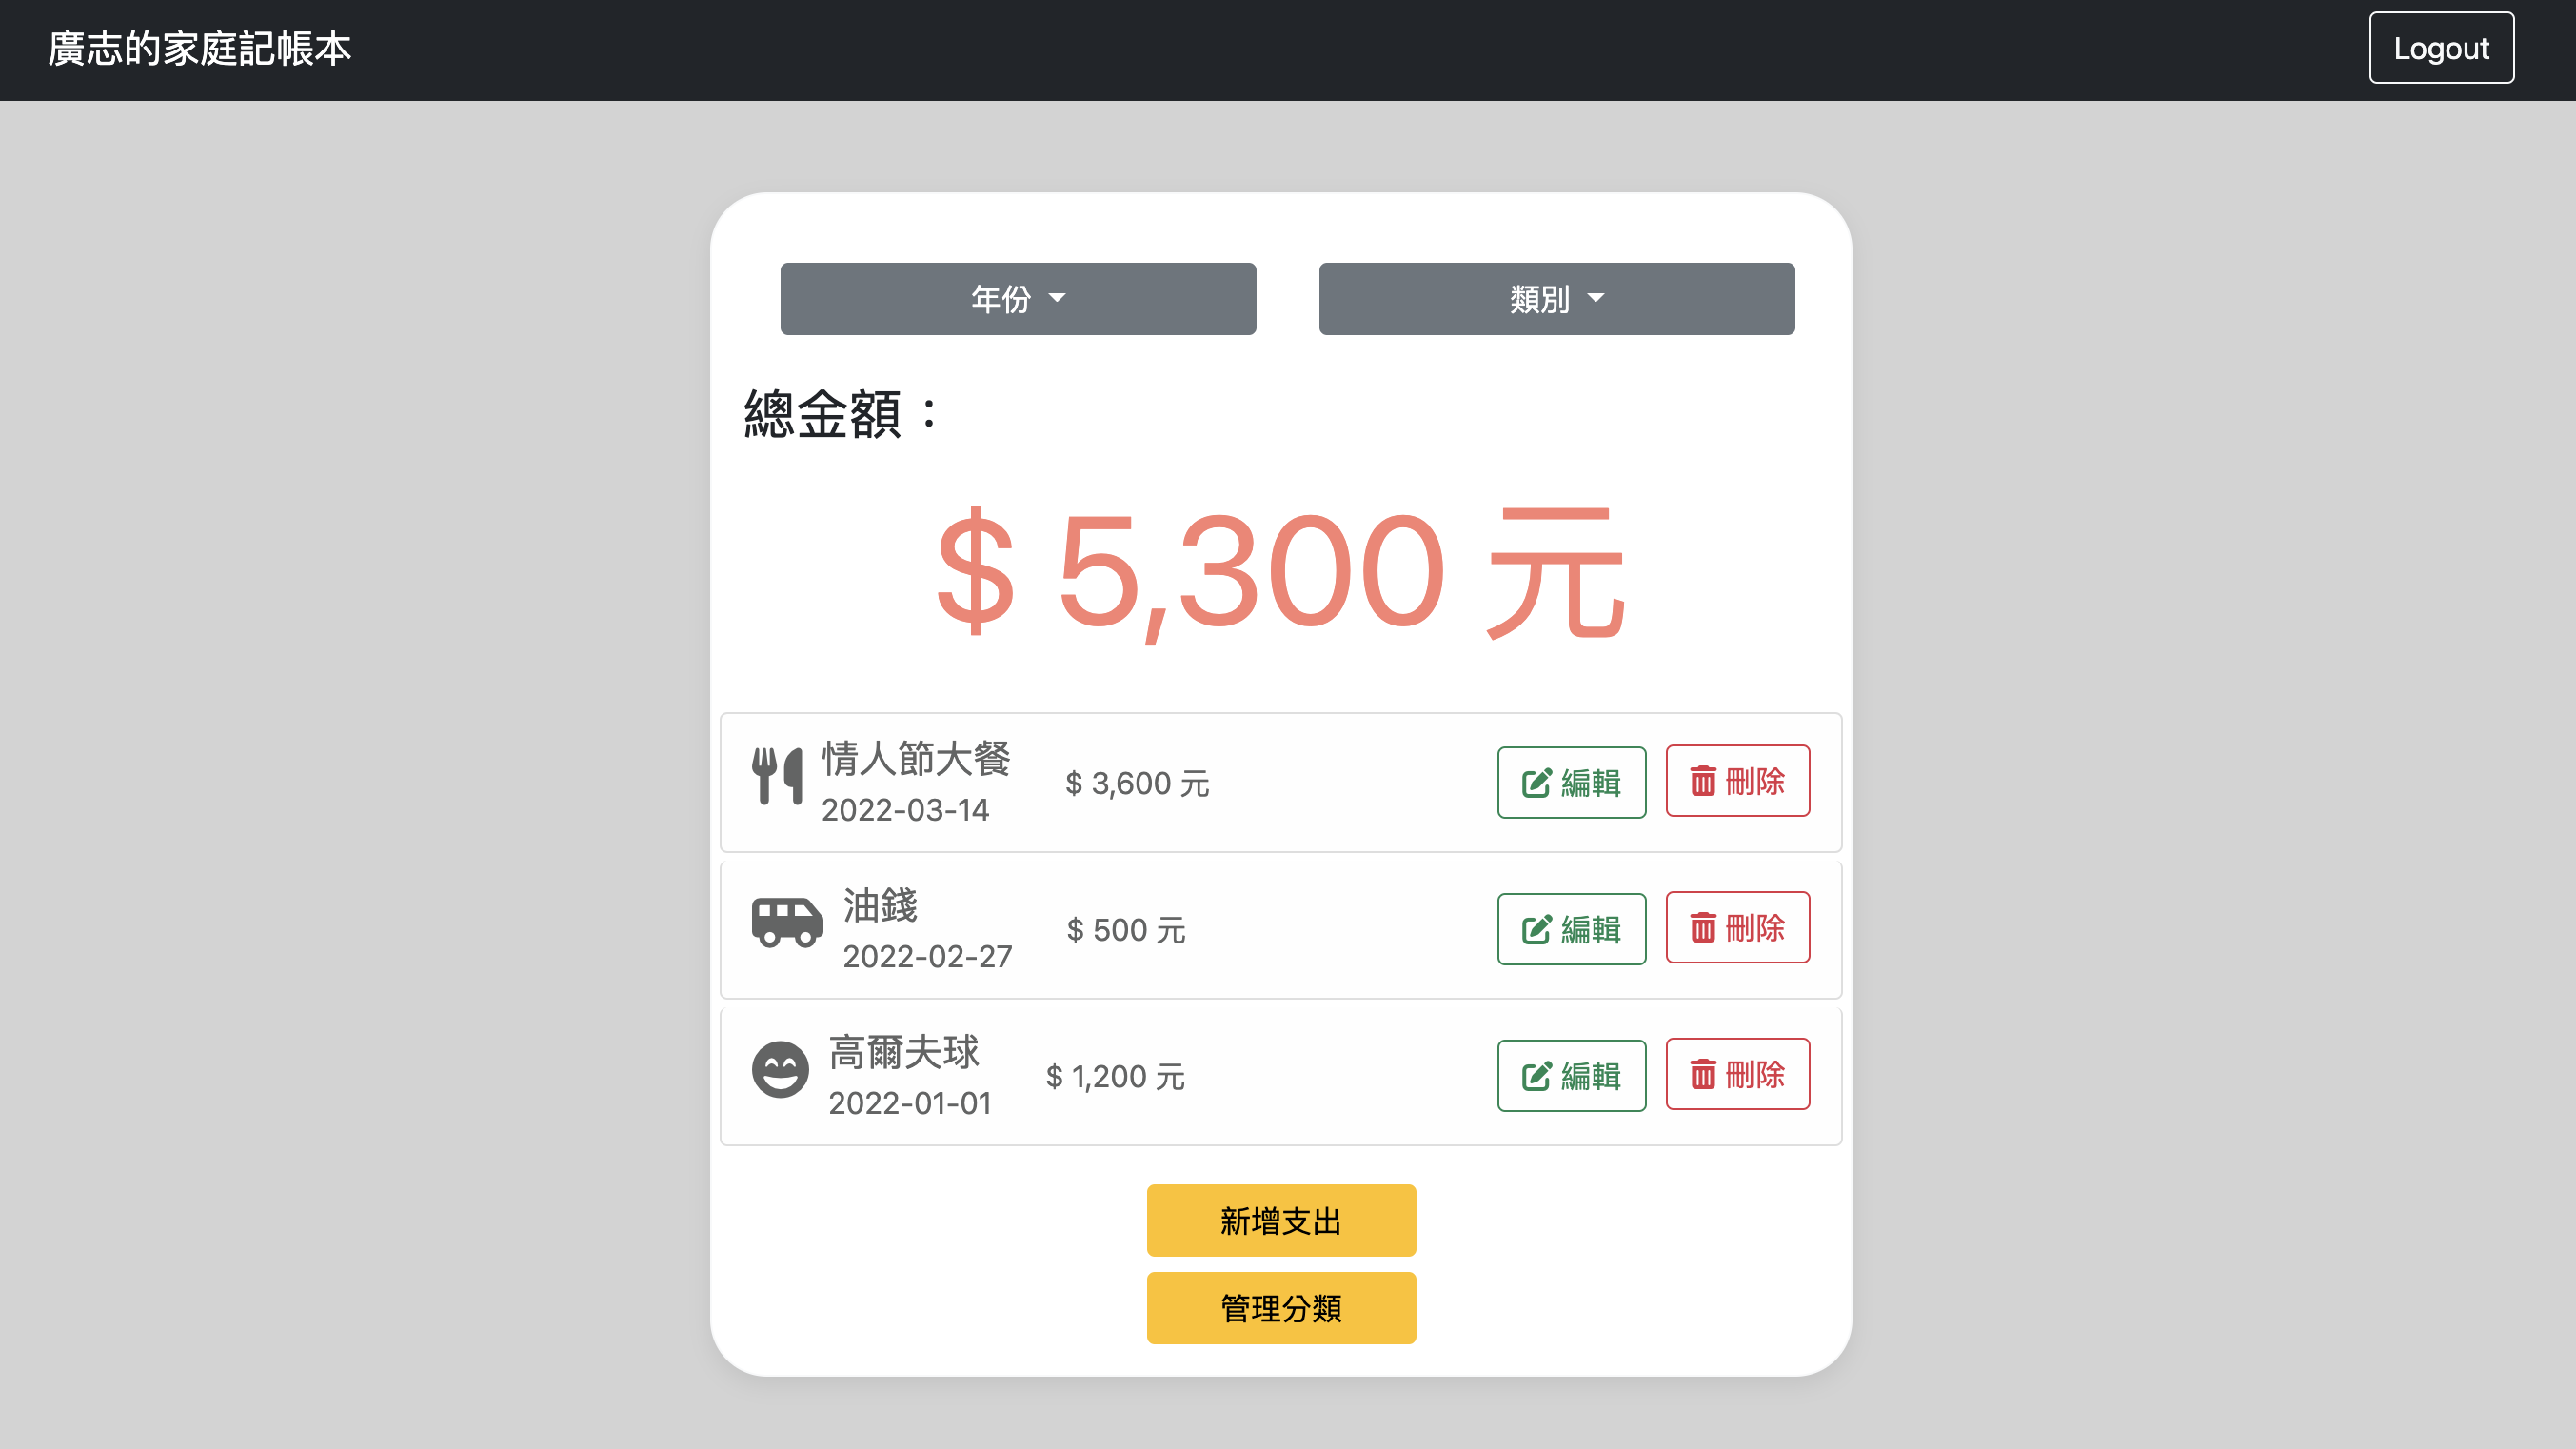 廣志的家庭記帳本
Logout
年份
類別
總金額：
$ 5,300 元
情人節大餐
2022-03-14
$ 3,600 元
編輯
刪除
油錢
2022-02-27
$ 500 元
編輯
刪除
高爾夫球
2022-01-01
$ 1,200 元
編輯
刪除
新增支出
管理分類